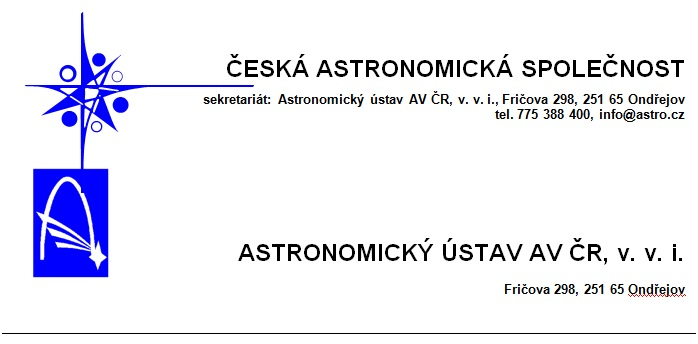 ČESKÁ ASTRONOMICKÁ SPOLEČNOST
sekretariát: Astronomický ústav AV ČR, v. v. i., Fričova 298, 251 65 Ondřejov
tel. 775 388 400, info@astro.cz
ASTRONOMICKÝ ÚSTAV AV ČR, v. v. i.
Fričova 298, 251 65 Ondřejov